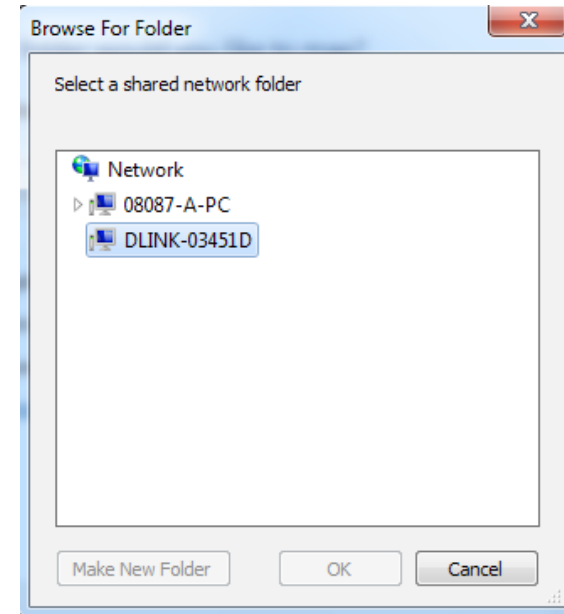 Browse For Folder
Select a shared network folder
Network
08087-A-PC
DLINK-03451D
Make New Folder
OK
Cancel